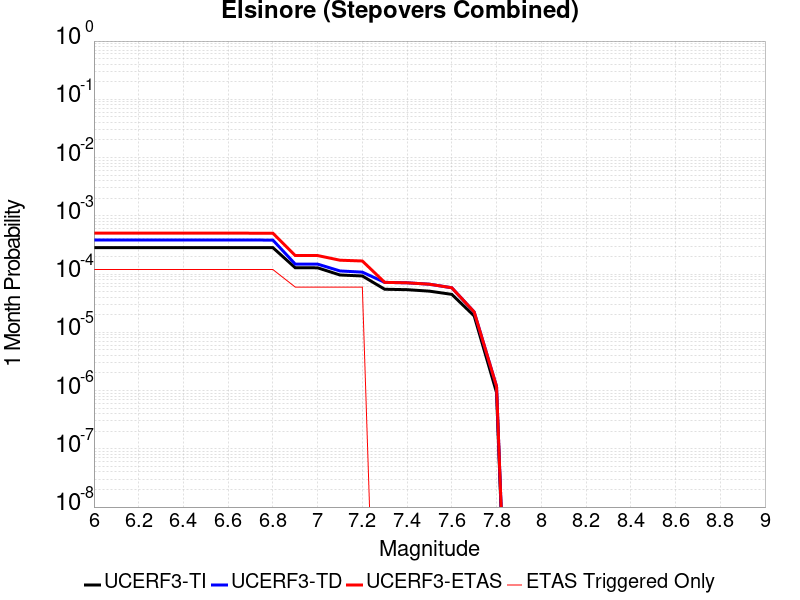 Elsinore (Stepovers Combined)
10^0
10^-1
10^-2
10^-3
10^-4
10^-5
10^-6
10^-7
10^-8
1 Month Probability
6 6.2 6.4 6.6 6.8 7 7.2 7.4 7.6 7.8 8 8.2 8.4 8.6 8.8 9
Magnitude
UCERF3-TI UCERF3-TD UCERF3-ETAS ETAS Triggered Only